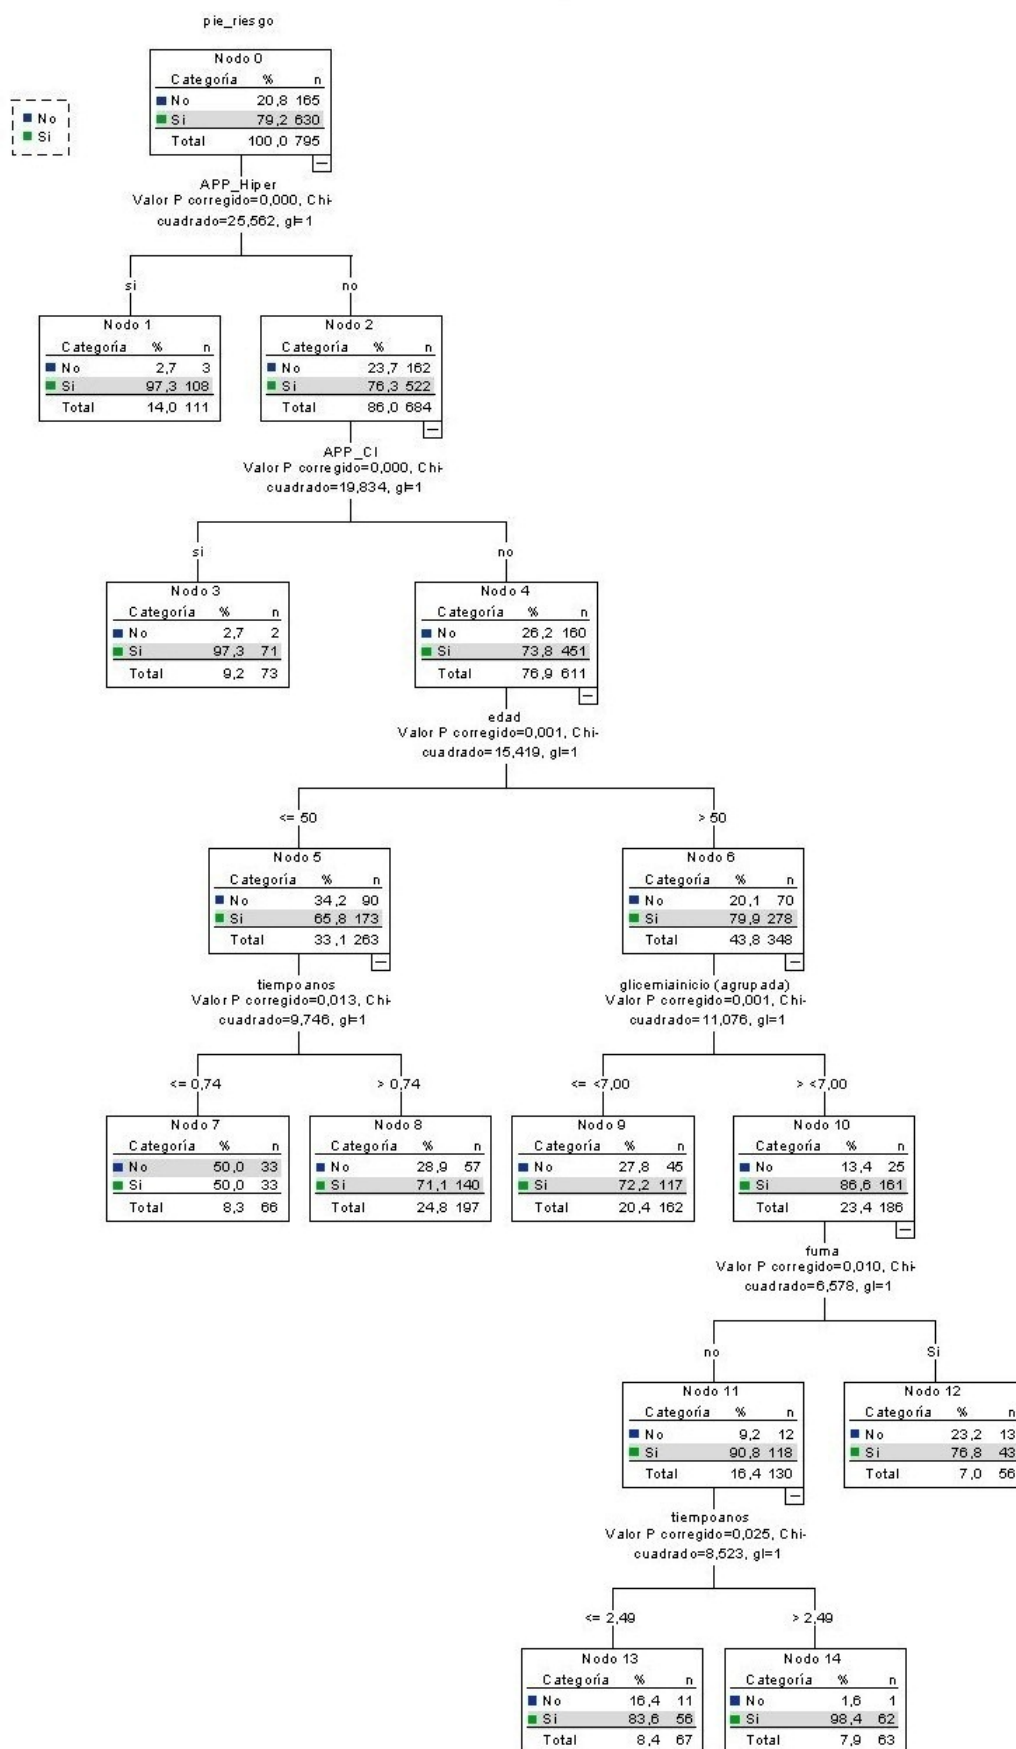 pie_riesgo
No
Si
Nodo 0
Categoría % n
No 20,8 165
Si 79,2 630
Total 100,0 795
APP_Hiper
Valor P corregido=0,000, Chi-
cuadrado=25,562, gl=1
si
no
Nodo 1
Categoría % n
No 2,7 3
Si 97,3 108
Total 14,0 111
Nodo 2
Categoría % n
No 23,7 162
Si 76,3 522
Total 86,0 684
APP_CI
Valor P corregido=0,000, Chi-
cuadrado=19,834, gl=1
si
no
Nodo 3
Categoría % n
No 2,7 2
Si 97,3 71
Total 9,2 73
Nodo 4
Categoría % n
No 26,2 160
Si 73,8 451
Total 76,9 611
edad
Valor P corregido=0,001, Chi-
cuadrado=15,419, gl=1
<= 50
> 50
Nodo 5
Categoría % n
No 34,2 90
Si 65,8 173
Total 33,1 263
Nodo 6
Categoría % n
No 20,1 70
Si 79,9 278
Total 43,8 348
tiempoanos
Valor P corregido=0,013, Chi-
cuadrado=9,746, gl=1
glicemiainicio (agrupada)
Valor P corregido=0,001, Chi-
cuadrado=11,076, gl=1
<= 0,74
> 0,74
<= <7,00
> <7,00
Nodo 7
Categoría % n
No 50,0 33
Si 50,0 33
Total 8,3 66
Nodo 8
Categoría % n
No 28,9 57
Si 71,1 140
Total 24,8 197
Nodo 9
Categoría % n
No 27,8 45
Si 72,2 117
Total 20,4 162
Nodo 10
Categoría % n
No 13,4 25
Si 86,6 161
Total 23,4 186
fuma
Valor P corregido=0,010, Chi-
cuadrado=6,578, gl=1
no
Si
Nodo 11
Categoría % n
No 9,2 12
Si 90,8 118
Total 16,4 130
Nodo 12
Categoría % n
No 23,2 13
Si 76,8 43
Total 7,0 56
tiempoanos
Valor P corregido=0,025, Chi-
cuadrado=8,523, gl=1
<= 2,49
> 2,49
Nodo 13
Categoría % n
No 16,4 11
Si 83,6 56
Total 8,4 67
Nodo 14
Categoría % n
No 1,6 1
Si 98,4 62
Total 7,9 63